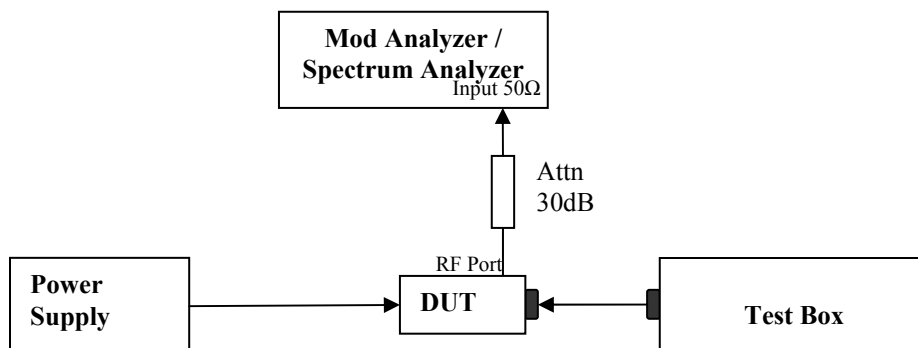 Mod Analyzer /
Spectrum Analyzer
Input 50Ω
Attn
30dB
RF Port
Power
Supply
DUT
Test Box